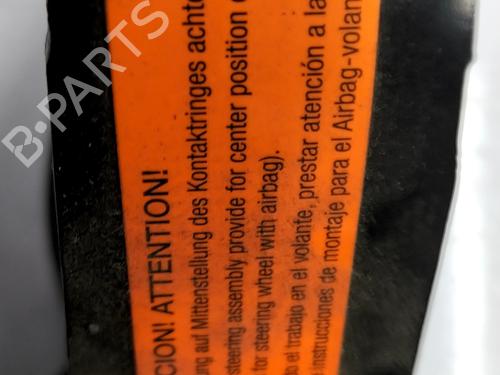 CION! ATTENTION!
ung auf Mittenstellung des Kontaktringes achte
steering assembly provide for center position
for steering wheel with airbag).
o el trabajo en el volante, prestar atención a la
instrucciones de montaje para el Airbag-volan
B-PARTS